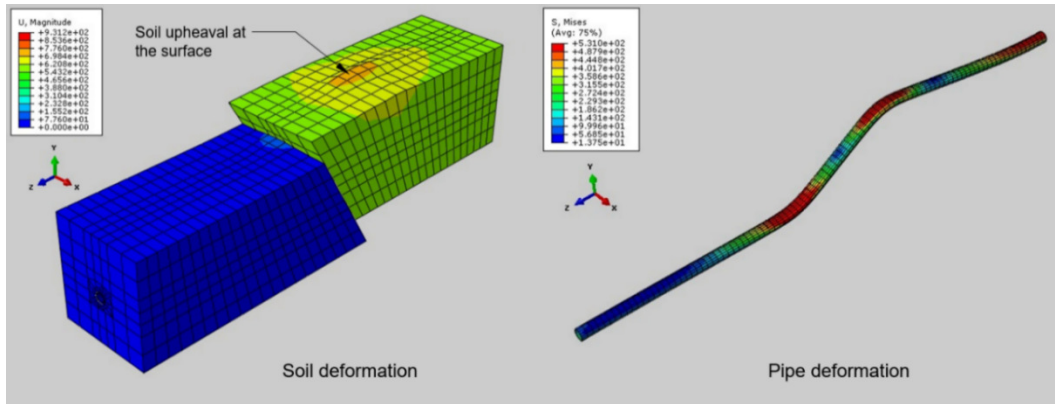 U, Magnitude
+9.312e+02
+8.536e+02
+7.760e+02
+6.984e+02
+6.208e+02
+5.432e+02
+4.656e+02
+3.880e+02
+3.104e+02
+2.328e+02
+1.552e+02
+7.760e+01
+0.000e+00
Soil upheaval at
the surface
Y
Z
X
Soil deformation
S, Mises
(Avg: 75%)
+5.310e+02
+4.879e+02
+4.448e+02
+4.017e+02
+3.586e+02
+3.155e+02
+2.724e+02
+2.293e+02
+1.862e+02
+1.431e+02
+9.996e+01
+5.685e+01
+1.375e+01
Y
Z
X
Pipe deformation